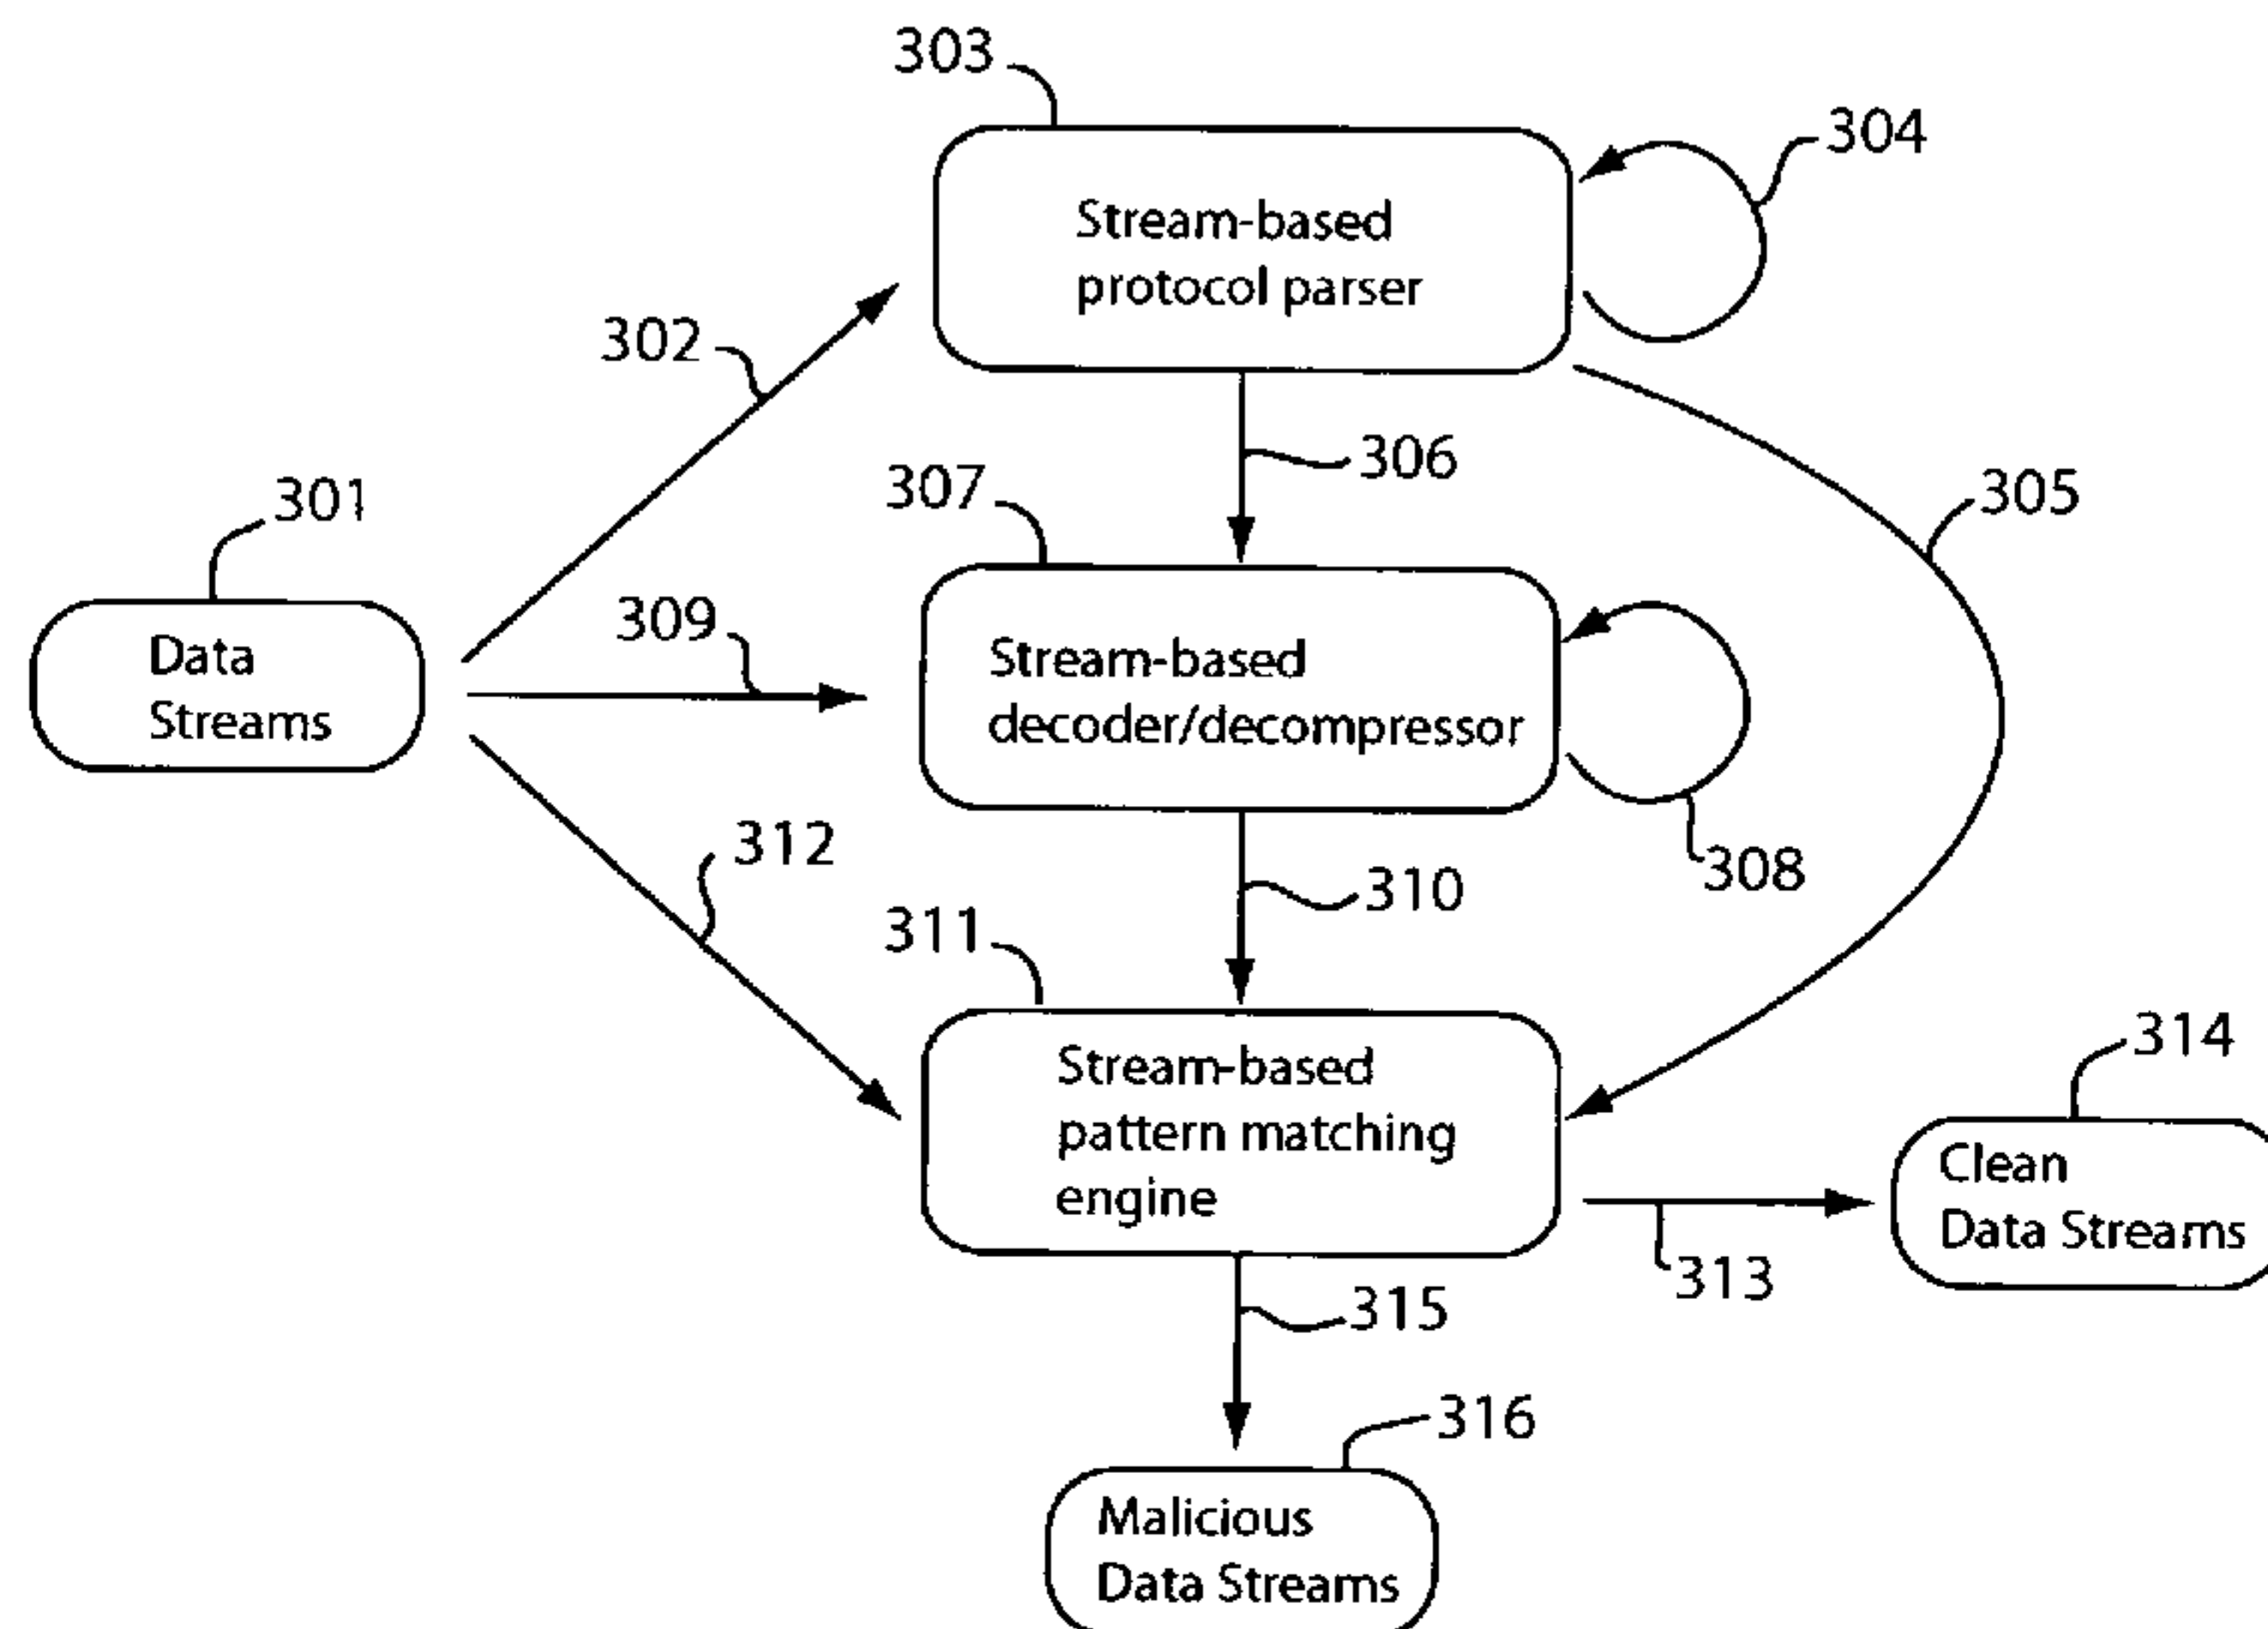 303
304
Stream-based
protocol parser
302
306
305
307
301
309
Data
Streams
Stream-based
decoder/decompressor
312
308
310
311
314
Stream-based
pattern matching
engine
Clean
Data Streams
313
315
316
Malicious
Data Streams